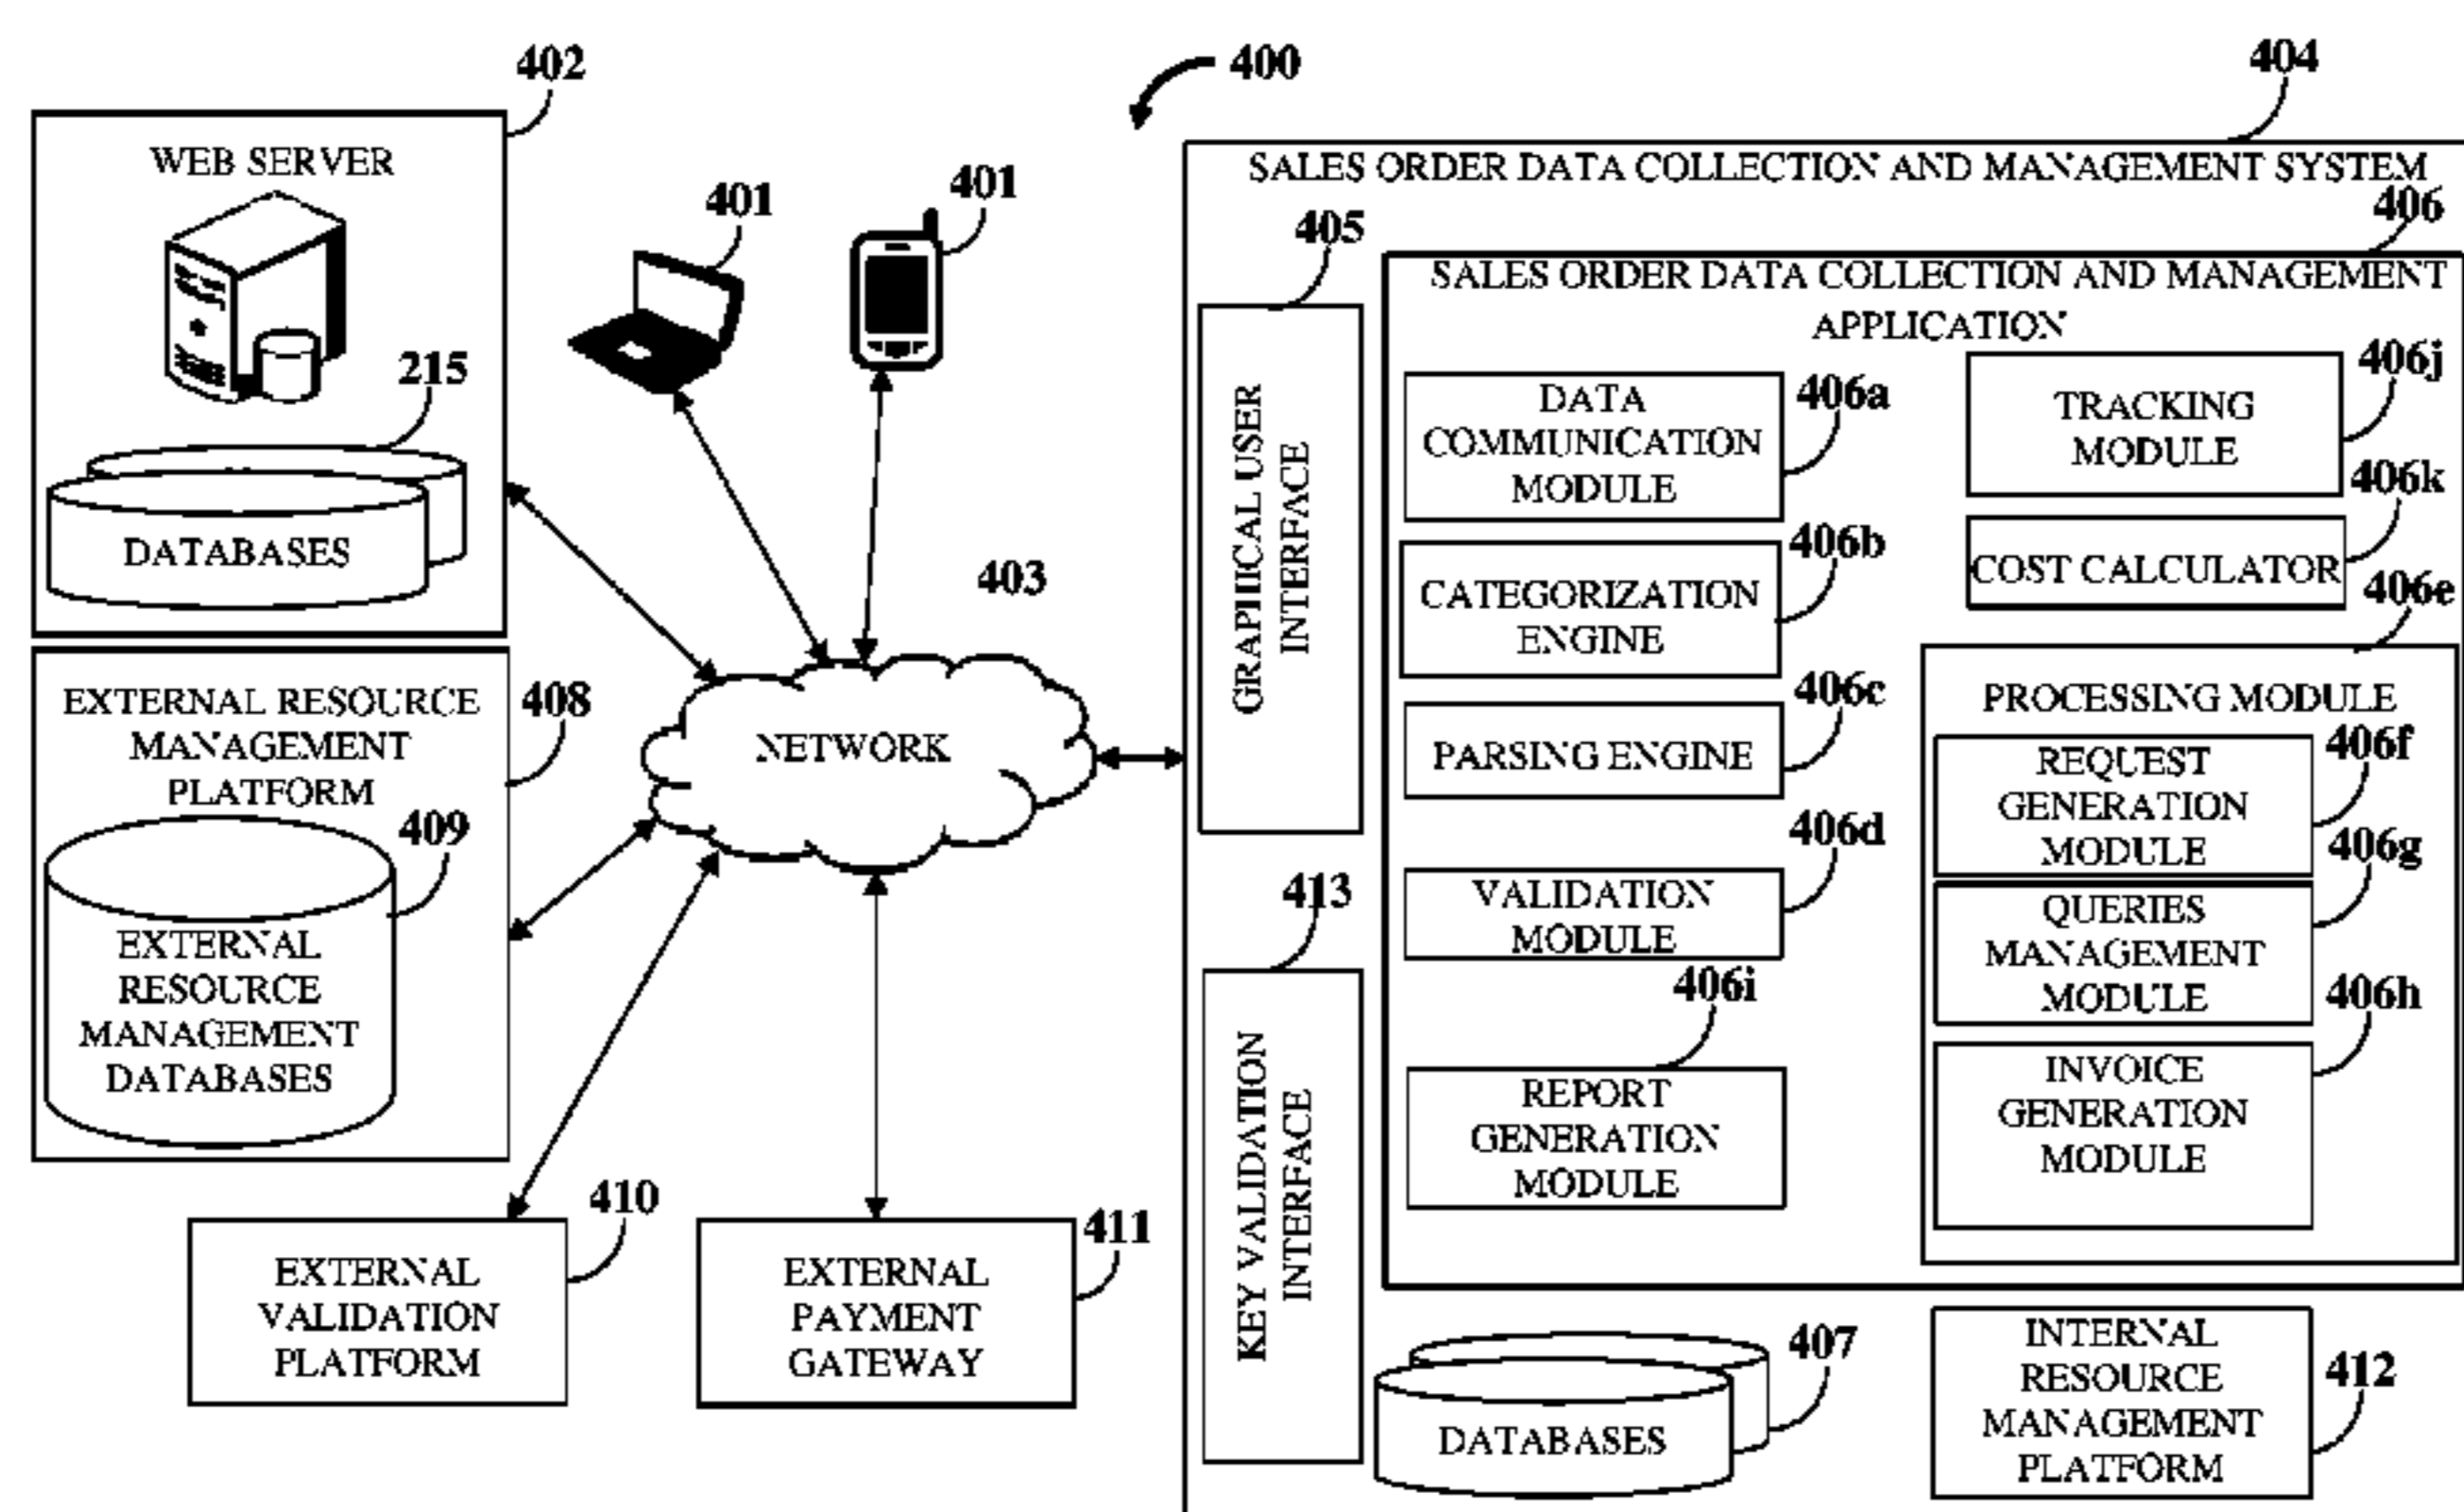 400
402
WEB SERVER
215
DATABASES
401
401
408
EXTERNAL RESOURCE
MANAGEMENT
PLATFORM
409
EXTERNAL
RESOURCE
MANAGEMENT
DATABASES
403
NETWORK
410
EXTERNAL
VALIDATION
PLATFORM
411
EXTERNAL
PAYMENT
GATEWAY
404
SALES ORDER DATA COLLECTION AND MANAGEMENT SYSTEM
405
GRAPHICAL USER
INTERFACE
413
KEY VALIDATION
INTERFACE
406
SALES ORDER DATA COLLECTION AND MANAGEMENT
APPLICATION
406a
DATA
COMMUNICATION
MODULE
406b
CATEGORIZATION
ENGINE
406c
PARSING ENGINE
406d
VALIDATION
MODULE
406i
REPORT
GENERATION
MODULE
406j
TRACKING
MODULE
406k
COST CALCULATOR
406e
PROCESSING MODULE
406f
REQUEST
GENERATION
MODULE
406g
QUERIES
MANAGEMENT
MODULE
406h
INVOICE
GENERATION
MODULE
407
DATABASES
412
INTERNAL
RESOURCE
MANAGEMENT
PLATFORM